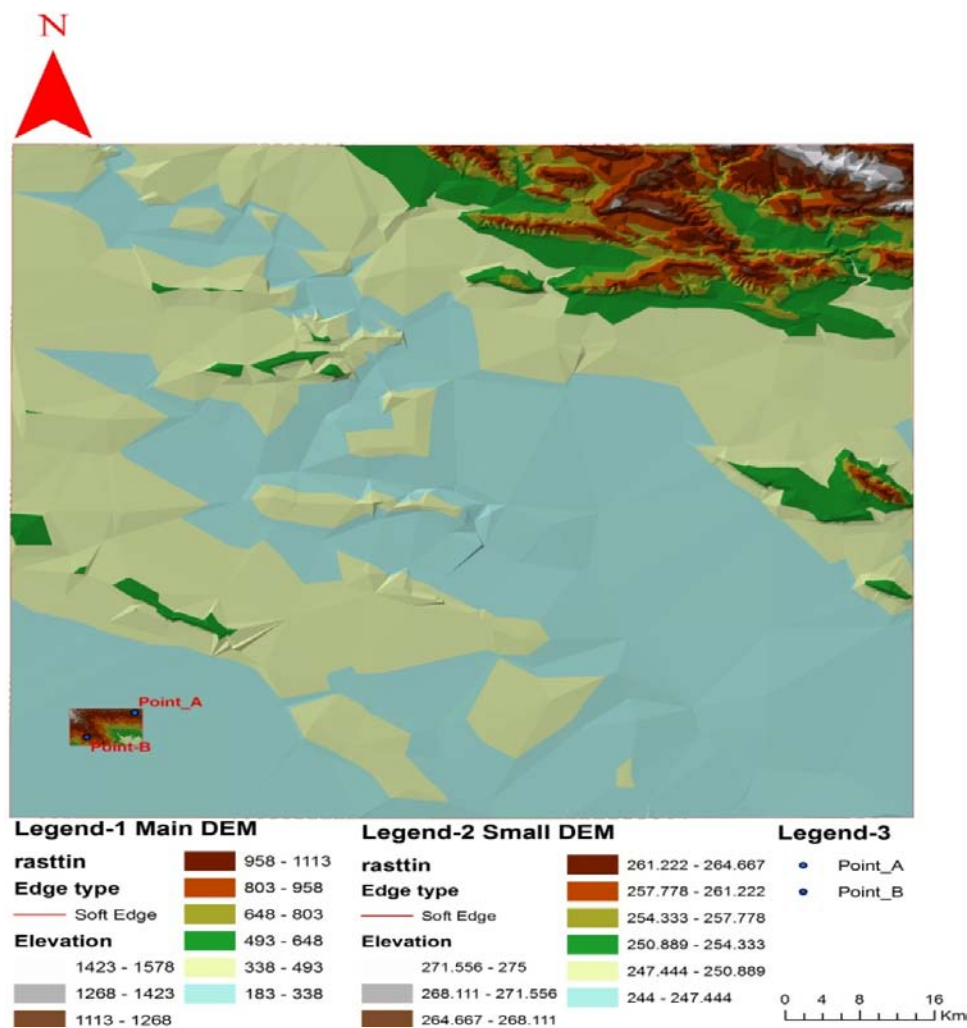 N
Point_A
Point-B
Legend-1 Main DEM
rasttin
Edge type
Soft Edge
Elevation
1423 - 1578
1268 - 1423
1113 - 1268
958 - 1113
803 - 958
648 - 803
493 - 648
338 - 493
183 - 338
Legend-2 Small DEM
rasttin
Edge type
Soft Edge
Elevation
271.556 - 275
268.111 - 271.556
264.667 - 268.111
261.222 - 264.667
257.778 - 261.222
254.333 - 257.778
250.889 - 254.333
247.444 - 250.889
244 - 247.444
Legend-3
Point_A
Point_B
0 4 8 16
Km